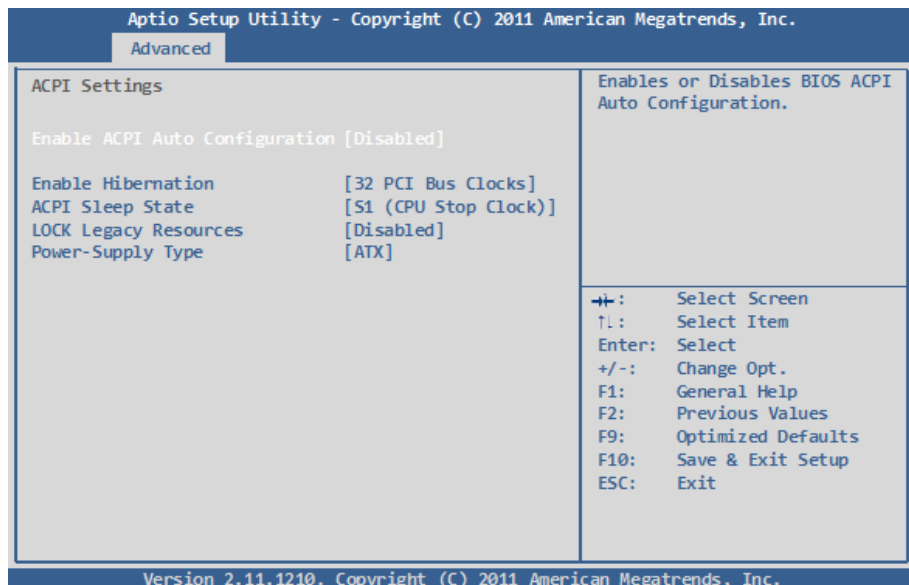 Aptio Setup Utility - Copyright (C) 2011 American Megatrends, Inc.
Advanced
ACPI Settings
Enable ACPI Auto Configuration [Disabled]
Enable Hibernation [32 PCI Bus Clocks]
ACPI Sleep State [S1 (CPU Stop Clock)]
LOCK Legacy Resources [Disabled]
Power-Supply Type [ATX]
Enables or Disables BIOS ACPI
Auto Configuration.
→←: Select Screen
↑↓: Select Item
Enter: Select
+/-: Change Opt.
F1: General Help
F2: Previous Values
F9: Optimized Defaults
F10: Save & Exit Setup
ESC: Exit
Version 2.11.1210. Copyright (C) 2011 American Megatrends, Inc.